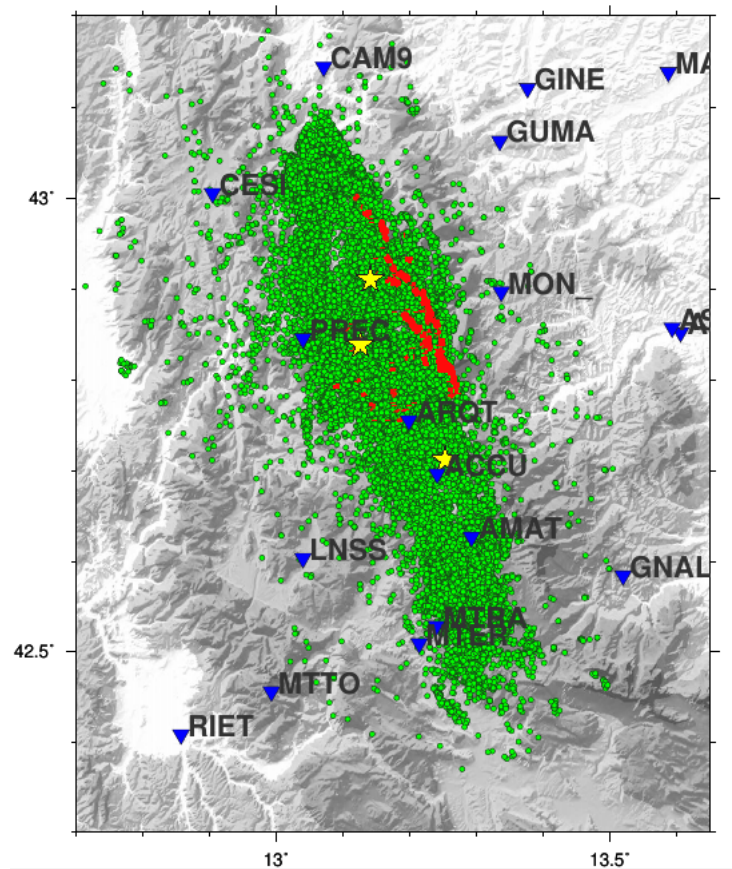 CAM9
GINE
MA
GUMA
CESI
43°
MON_
PREC
ARQT
ACCU
AMAT
LNSS
GNAL
MTER
42.5°
MTTO
RIET
13°
13.5°